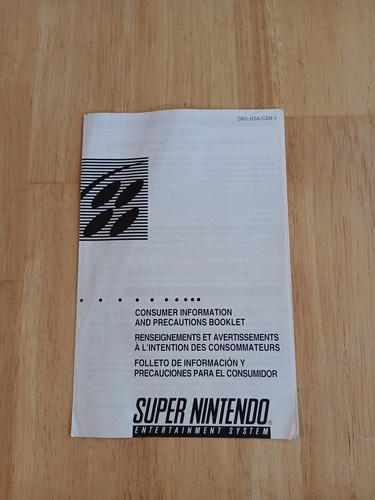 SNS-USA/CAN-1
CONSUMER INFORMATION
AND PRECAUTIONS BOOKLET
RENSEIGNEMENTS ET AVERTISSEMENTS
À L'INTENTION DES CONSOMMATEURS
FOLLETO DE INFORMACIÓN Y
PRECAUCIONES PARA EL CONSUMIDOR
SUPER NINTENDO®
ENTERTAINMENT SYSTEM